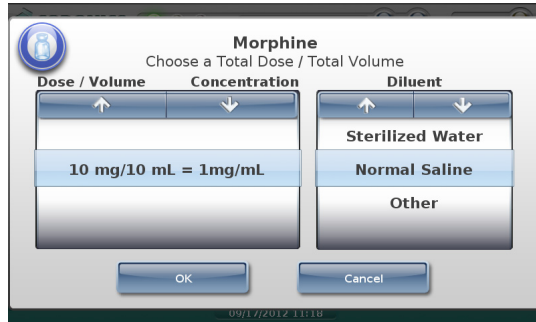 Morphine
Choose a Total Dose / Total Volume
Dose / Volume Concentration Diluent
Sterilized Water
10 mg/10 mL = 1mg/mL Normal Saline
Other
OK Cancel
09/17/2012 11:18